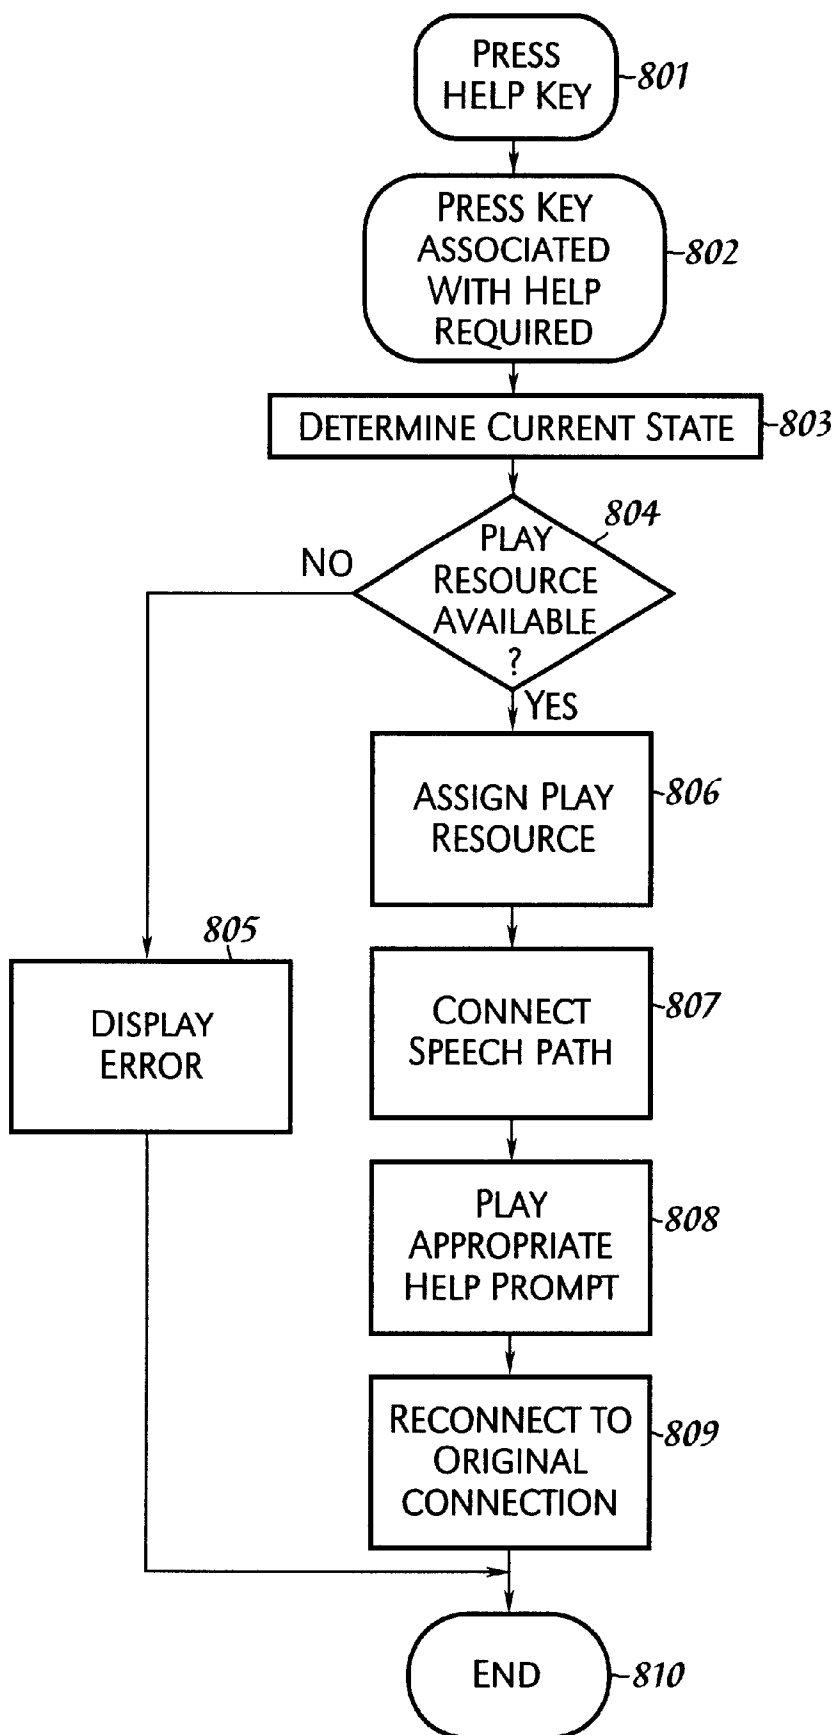 PRESS
HELP KEY
801
PRESS KEY
ASSOCIATED
WITH HELP
REQUIRED
802
DETERMINE CURRENT STATE
803
804
PLAY
RESOURCE
AVAILABLE
?
NO
YES
ASSIGN PLAY
RESOURCE
806
805
DISPLAY
ERROR
CONNECT
SPEECH PATH
807
PLAY
APPROPRIATE
HELP PROMPT
808
RECONNECT TO
ORIGINAL
CONNECTION
809
END
810